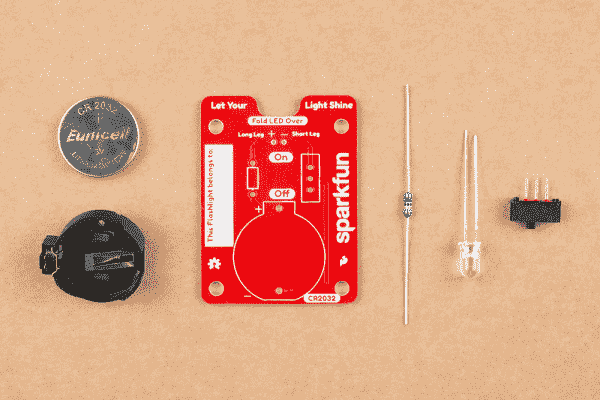 CR 2032
Eunicell
Let Your
Light Shine
Fold LED Over
Long Leg + - Short Leg
On
Off
+
This flashlight belongs to:
sparkfun
-
CR2032